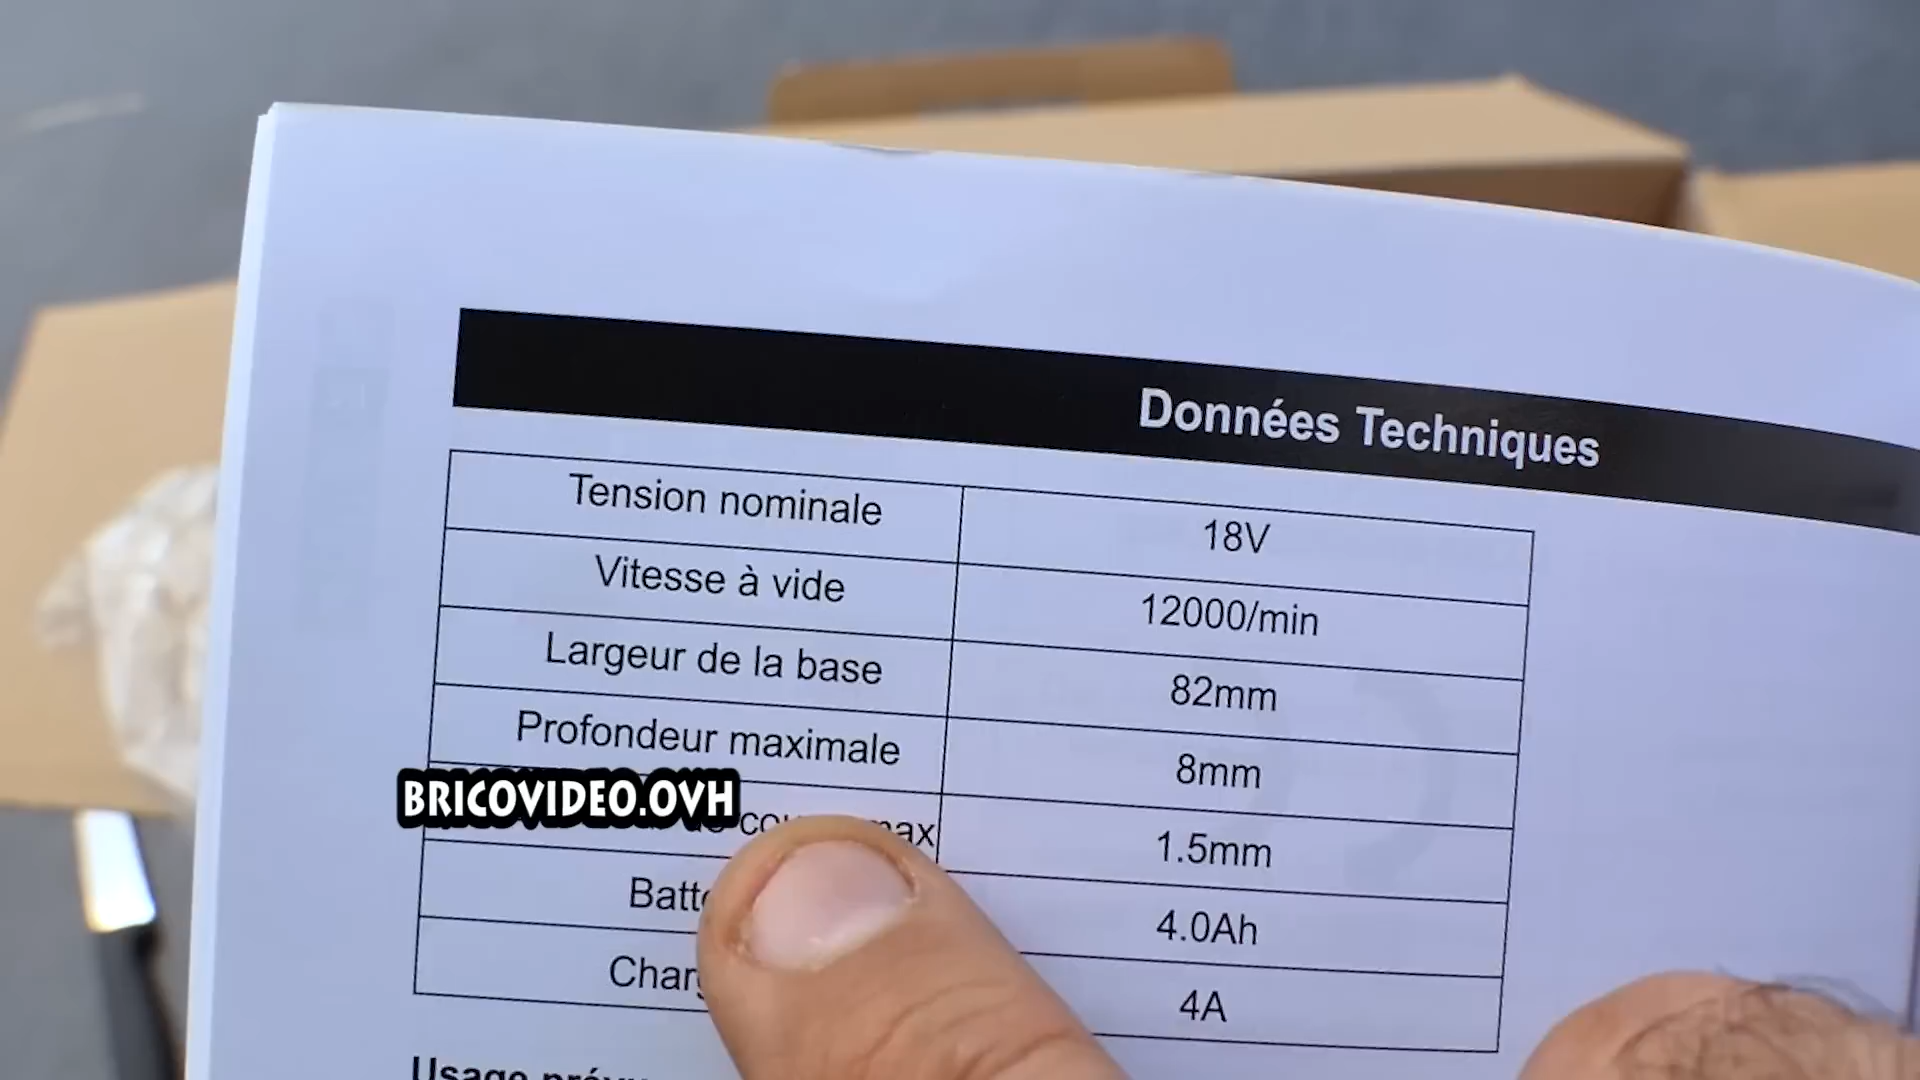 Données Techniques
Tension nominale 18V
Vitesse à vide 12000/min
Largeur de la base 82mm
Profondeur maximale 8mm
BRICOVIDEO.OVH
1.5mm
4.0Ah
4A
Usage